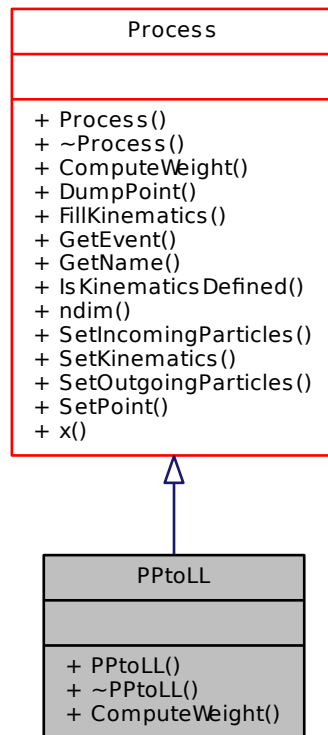 Process
+ Process()
+ ~Process()
+ ComputeWeight()
+ DumpPoint()
+ FillKinematics()
+ GetEvent()
+ GetName()
+ IsKinematicsDefined()
+ ndim()
+ SetIncomingParticles()
+ SetKinematics()
+ SetOutgoingParticles()
+ SetPoint()
+ x()
PPtoLL
+ PPtoLL()
+ ~PPtoLL()
+ ComputeWeight()